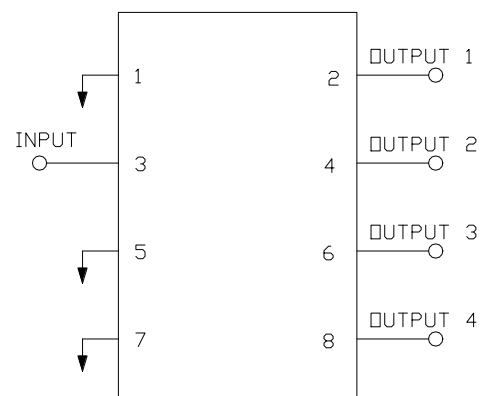 OUTPUT 1
1 2
INPUT
OUTPUT 2
3 4
OUTPUT 3
5 6
OUTPUT 4
7 8